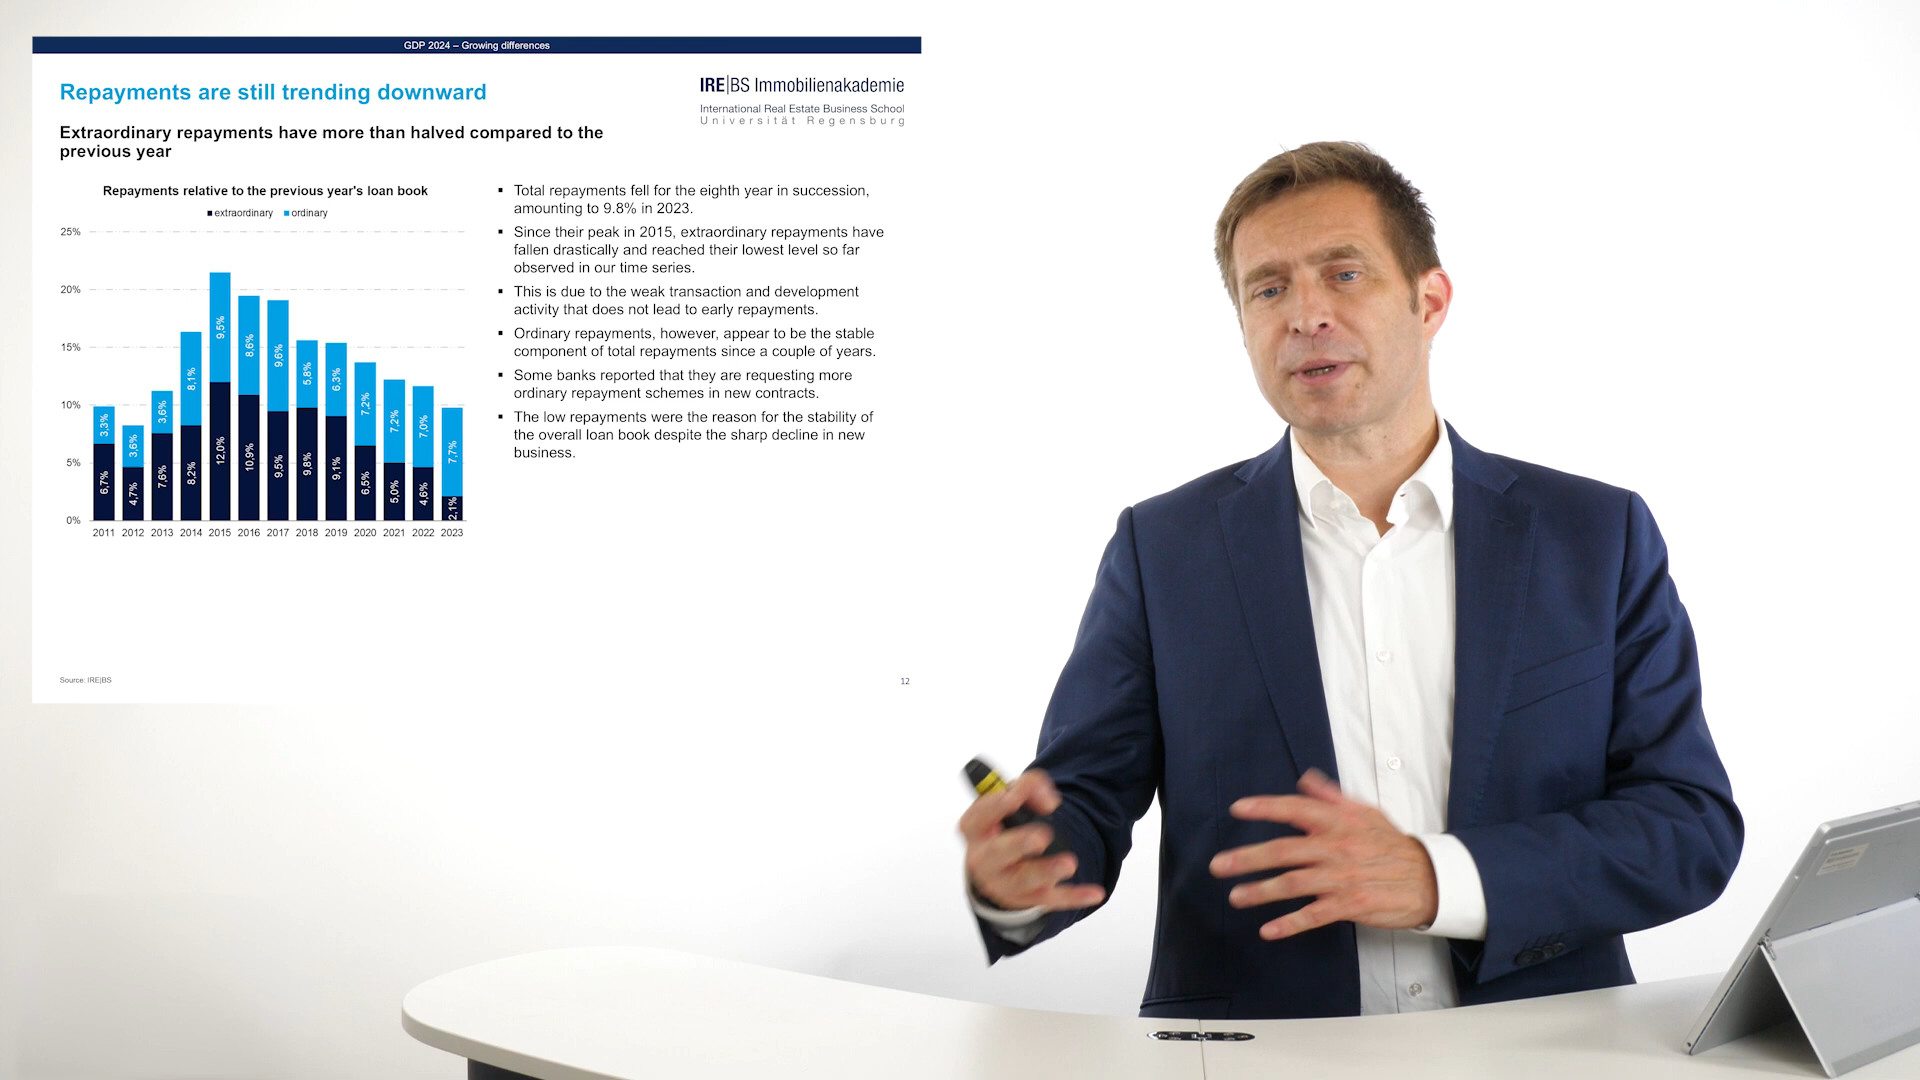 GDP 2024 – Growing differences
Repayments are still trending downward
IRE|BS Immobilienakademie
International Real Estate Business School
Universität Regensburg
Extraordinary repayments have more than halved compared to the
previous year
Repayments relative to the previous year's loan book
extraordinary ordinary
25%
20%
15%
10%
5%
0%
3,3% 3,6% 3,6% 8,1% 9,5% 8,6% 9,6% 5,8% 6,3% 7,2% 7,2% 7,0% 7,7%
6,7% 4,7% 7,6% 8,2% 12,0% 10,9% 9,5% 9,8% 9,1% 6,5% 5,0% 4,6% 2,1%
2011 2012 2013 2014 2015 2016 2017 2018 2019 2020 2021 2022 2023
▪ Total repayments fell for the eighth year in succession,
amounting to 9.8% in 2023.
▪ Since their peak in 2015, extraordinary repayments have
fallen drastically and reached their lowest level so far
observed in our time series.
▪ This is due to the weak transaction and development
activity that does not lead to early repayments.
▪ Ordinary repayments, however, appear to be the stable
component of total repayments since a couple of years.
▪ Some banks reported that they are requesting more
ordinary repayment schemes in new contracts.
▪ The low repayments were the reason for the stability of
the overall loan book despite the sharp decline in new
business.
Source: IRE|BS
12